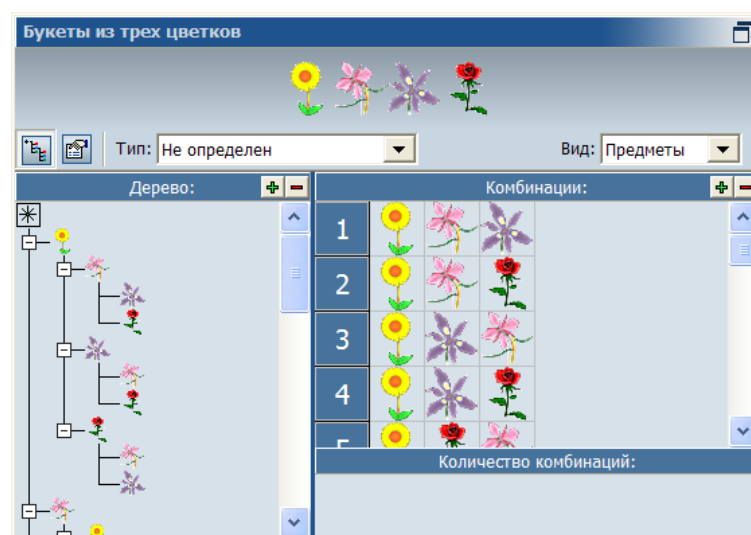 Букеты из трех цветков
Тип: Не определен Вид: Предметы
Дерево: Комбинации:
1
2
3
4
Количество комбинаций: